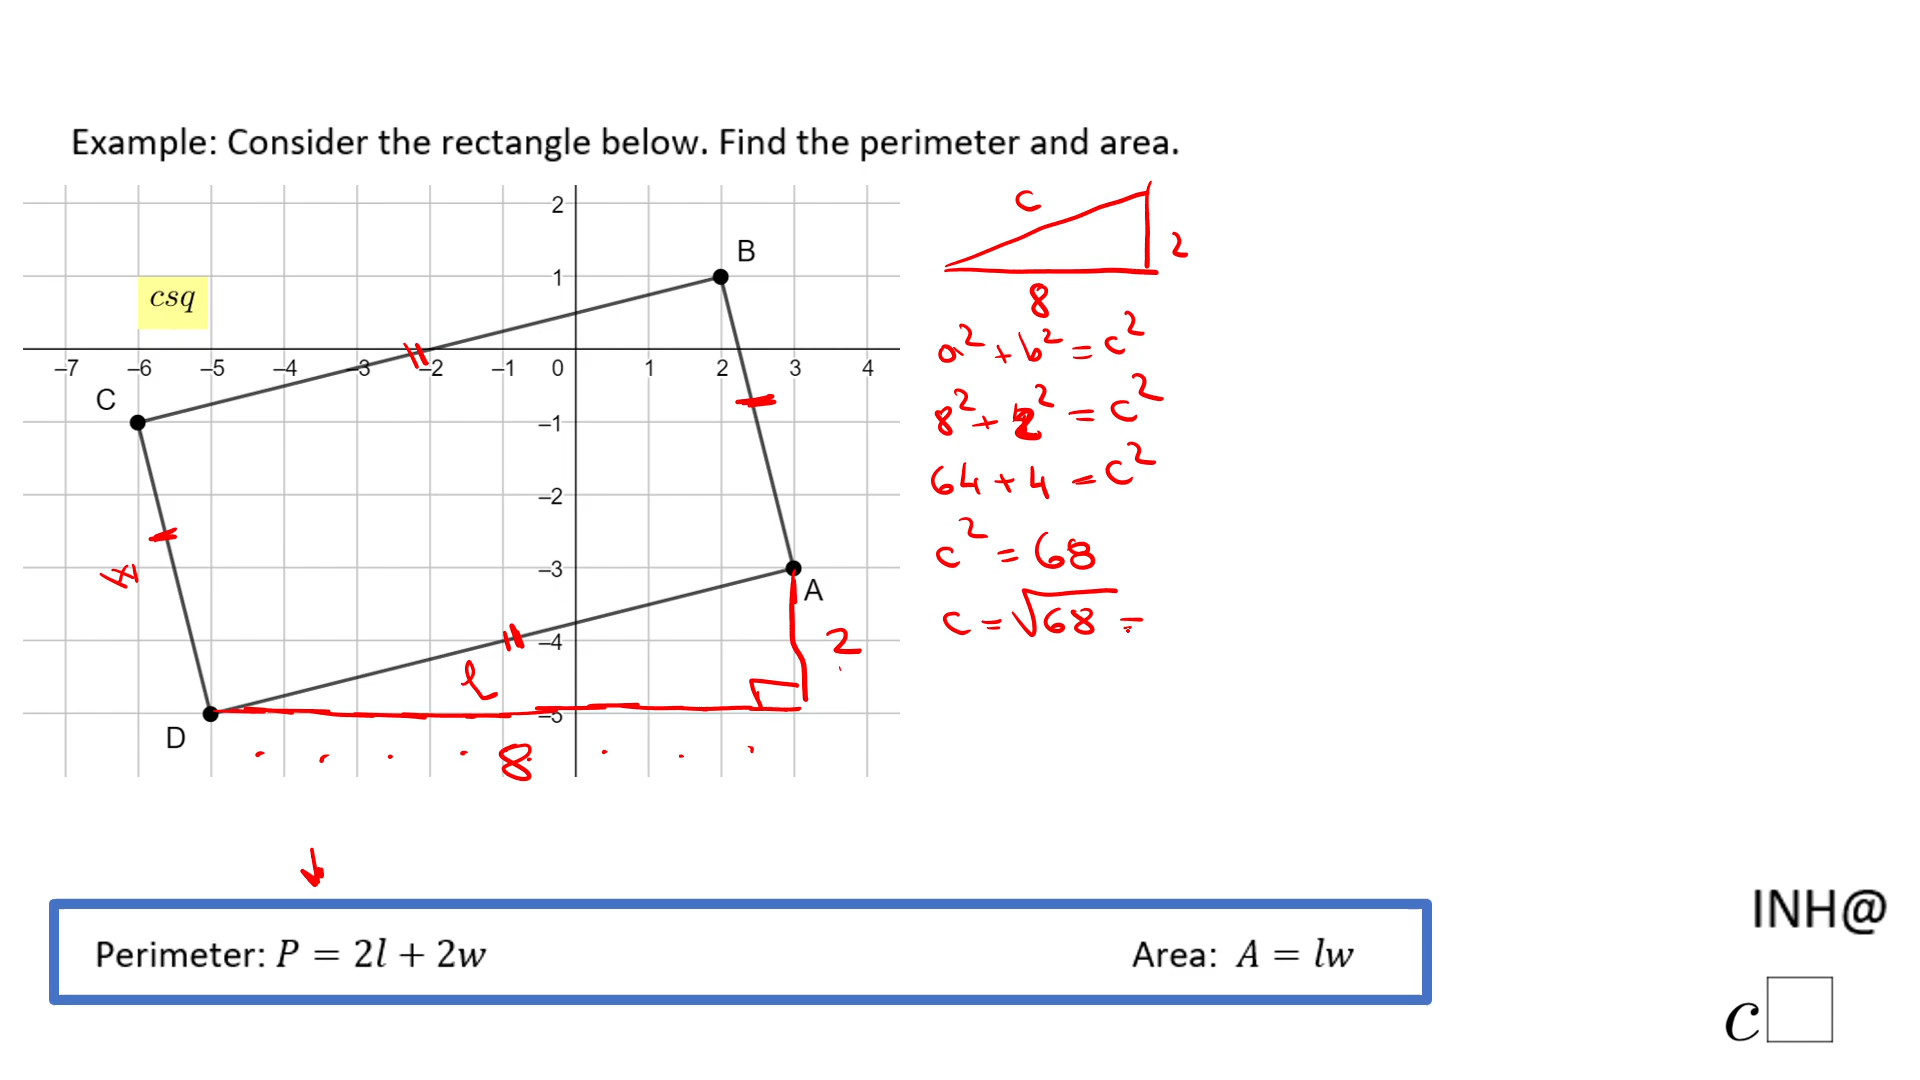 Example: Consider the rectangle below. Find the perimeter and area.
2
B
1
csq
–7 –6 –5 –4 –3 –2 –1 0 1 2 3 4
C
–1
–2
–3
A
–4
–5
D
w
l
2
8
c
2
8
a² + b² = c²
8² + 2² = c²
64 + 4 = c²
c² = 68
c = √68 =
Perimeter: P = 2l + 2w
Area: A = lw
INH@
c